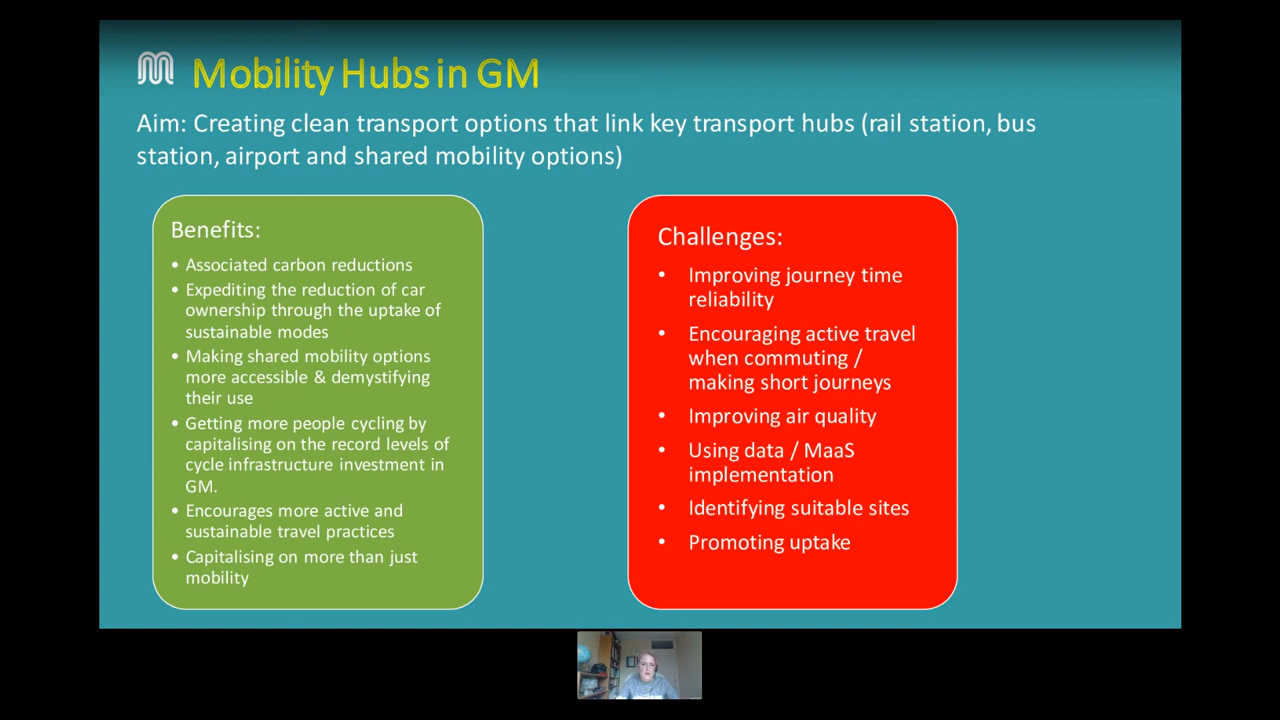 Mobility Hubs in GM
Aim: Creating clean transport options that link key transport hubs (rail station, bus
station, airport and shared mobility options)
Benefits:
• Associated carbon reductions
• Expediting the reduction of car
ownership through the uptake of
sustainable modes
• Making shared mobility options
more accessible & demystifying
their use
• Getting more people cycling by
capitalising on the record levels of
cycle infrastructure investment in
GM.
• Encourages more active and
sustainable travel practices
• Capitalising on more than just
mobility
Challenges:
• Improving journey time
reliability
• Encouraging active travel
when commuting /
making short journeys
• Improving air quality
• Using data / MaaS
implementation
• Identifying suitable sites
• Promoting uptake